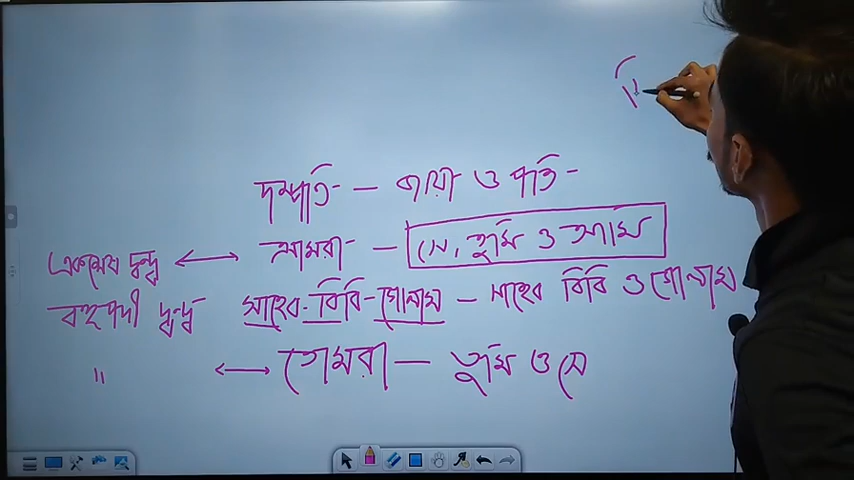 দম্পতি — জায়া ও পতি
একশেষ দ্বন্দ্ব ⟷ আমরা — সে, তুমি ও আমি
বহুপদী দ্বন্দ্ব সাহেব-বিবি-গোলাম — সাহেব বিবি ও গোলাম
" ⟷ তোমরা — তুমি ও সে